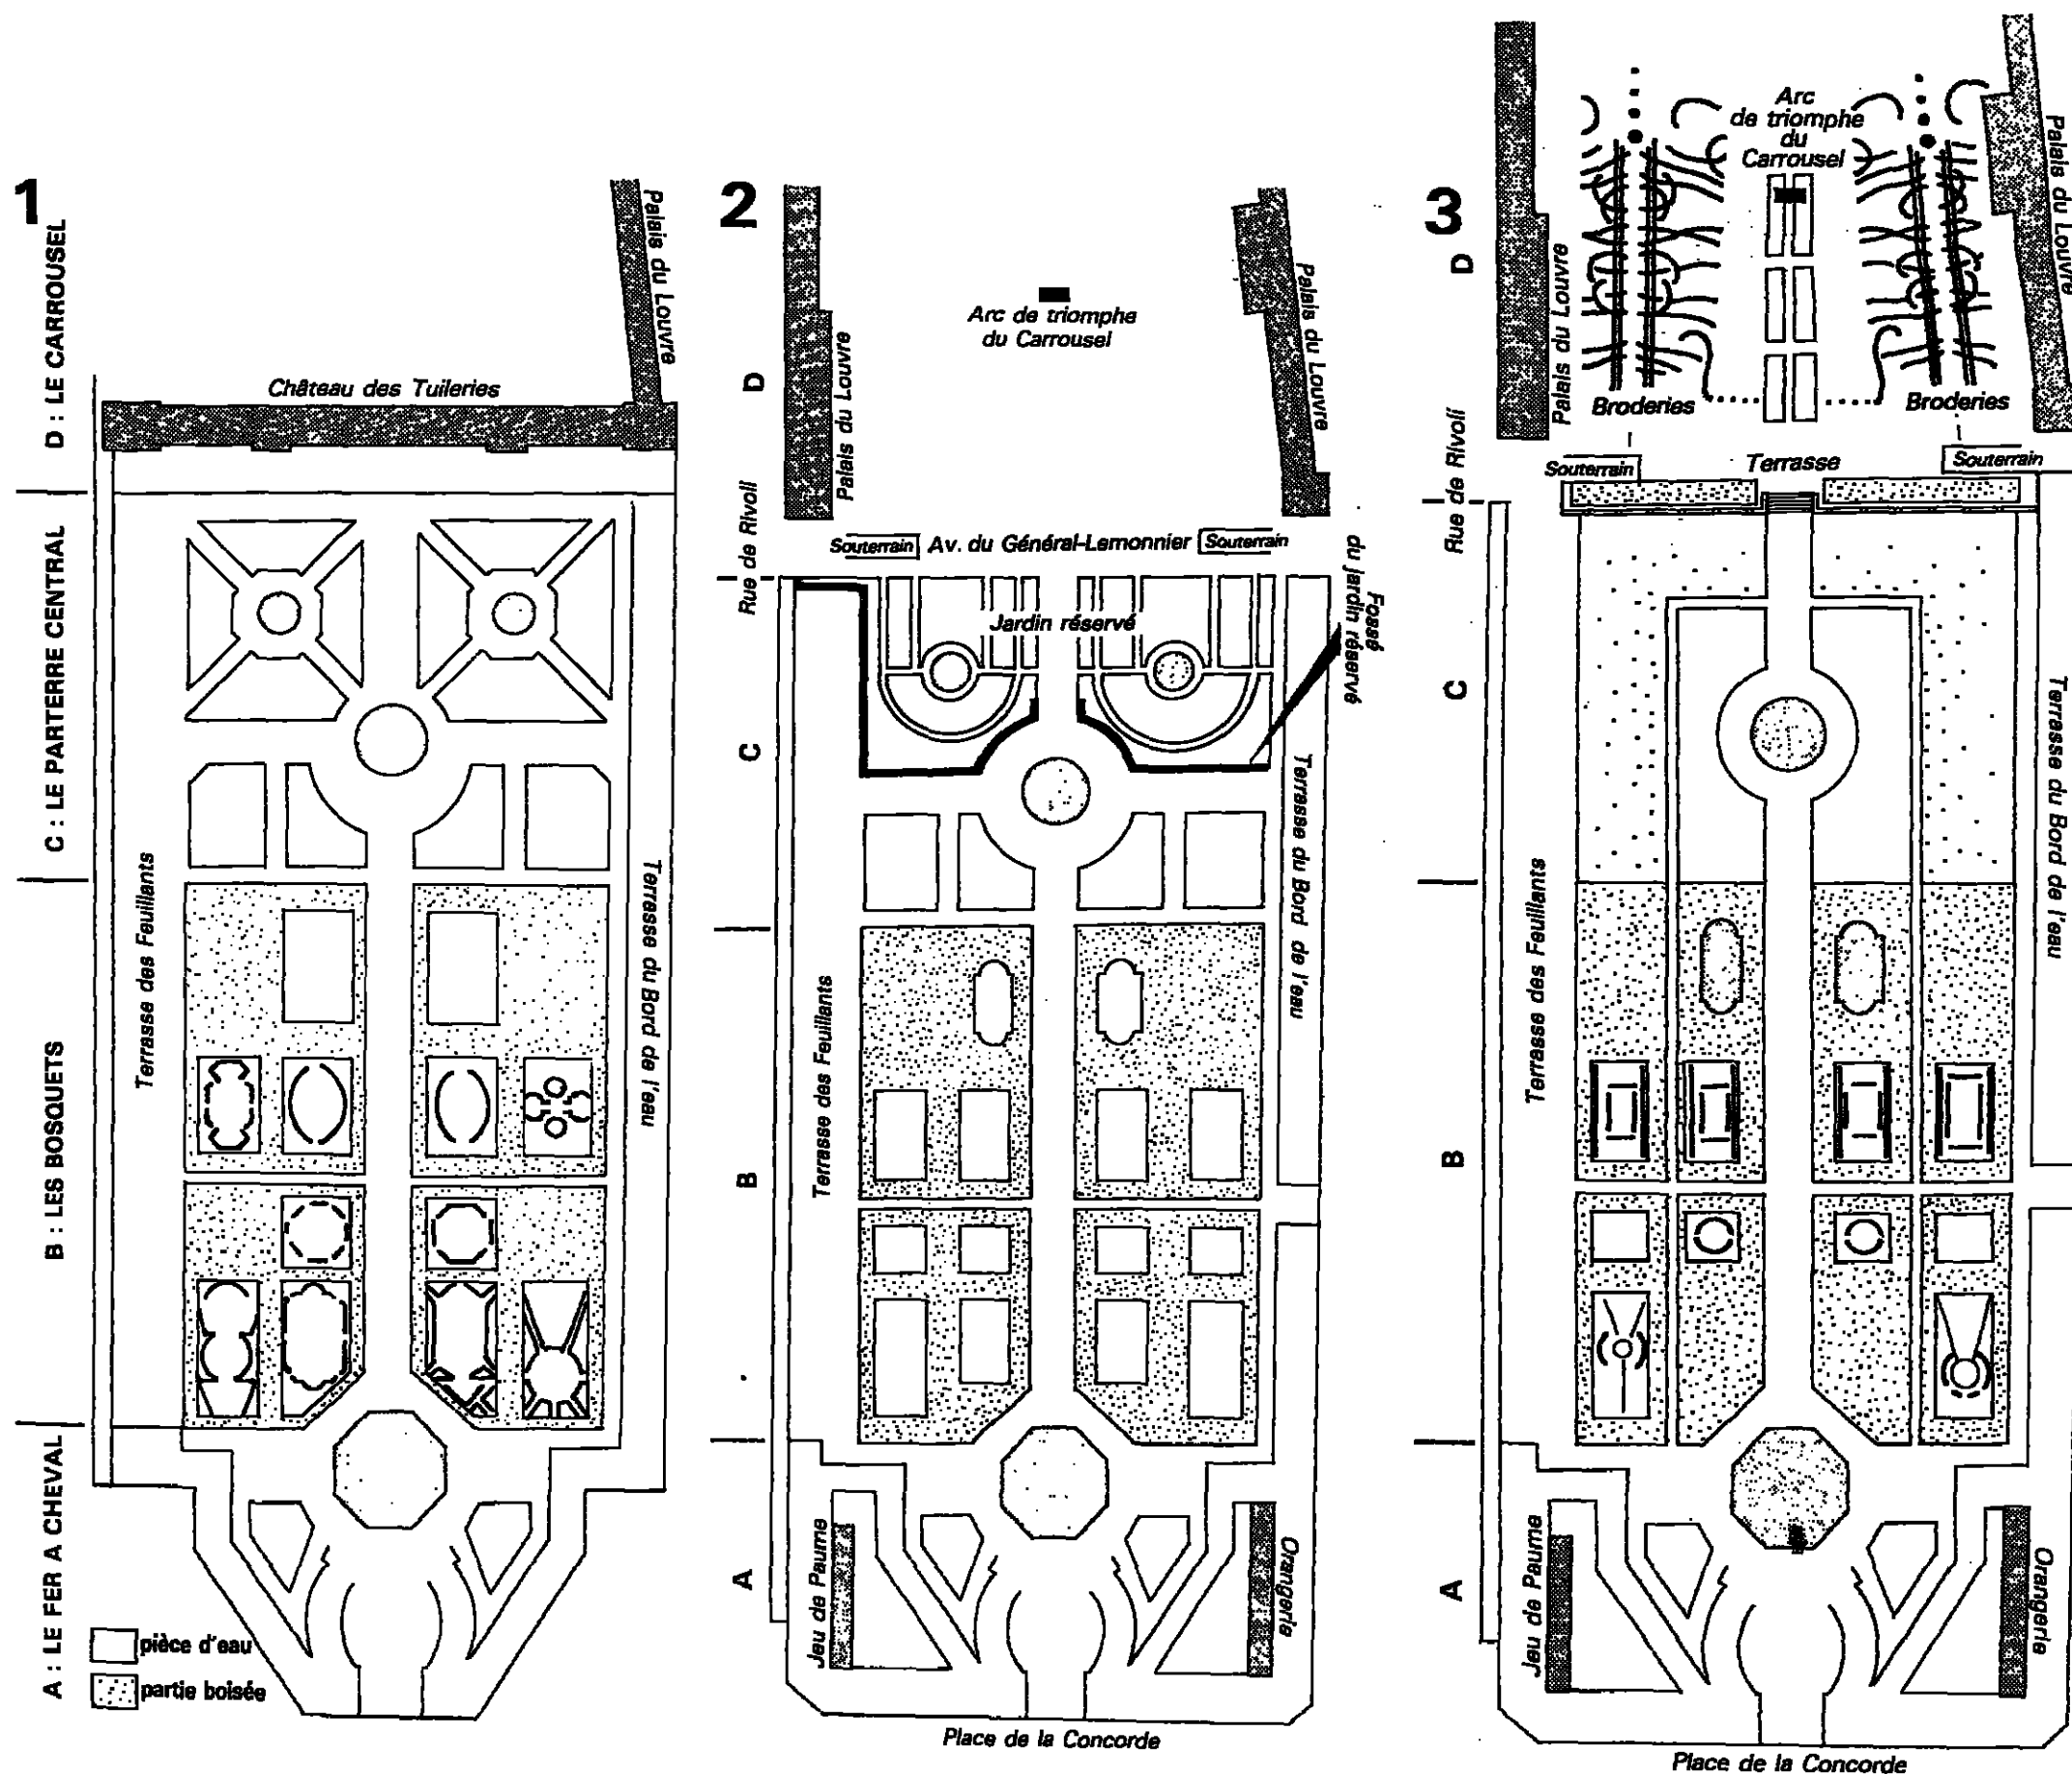 1
D : LE CARROUSEL
C : LE PARTERRE CENTRAL
B : LES BOSQUETS
A : LE FER A CHEVAL
Palais du Louvre
Château des Tuileries
Terrasse des Feuillants
Terrasse du Bord de l'eau
pièce d'eau
partie boisée
2
D
C
B
A
Palais du Louvre
Arc de triomphe
du Carrousel
Palais du Louvre
Rue de Rivoli
Souterrain
Av. du Général-Lemonnier
Souterrain
Jardin réservé
Fossé
du jardin réservé
Terrasse des Feuillants
Terrasse du Bord de l'eau
Jeu de Paume
Orangerie
Place de la Concorde
3
D
C
B
A
Arc
de triomphe
du
Carrousel
Palais du Louvre
Palais du Louvre
Broderies
Broderies
Rue de Rivoli
Souterrain
Terrasse
Souterrain
Terrasse des Feuillants
Terrasse du Bord de l'eau
Jeu de Paume
Orangerie
Place de la Concorde